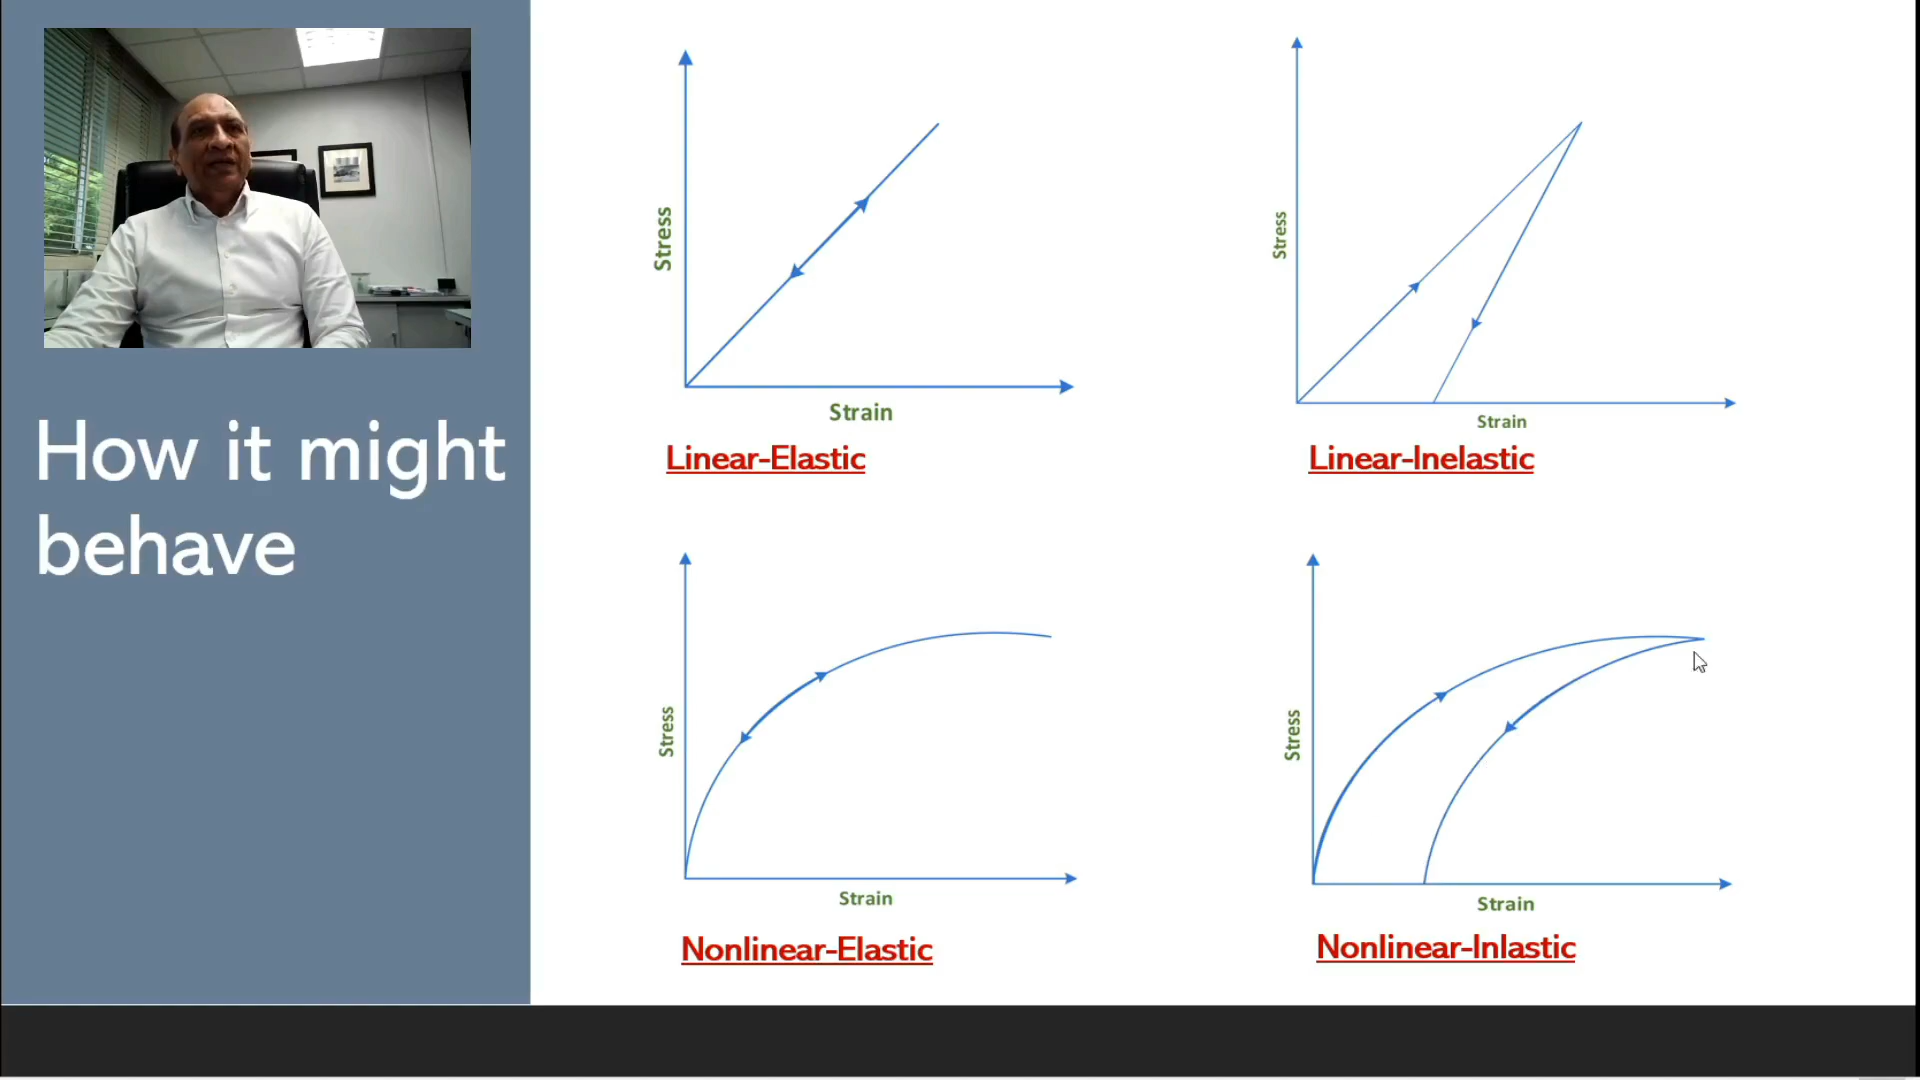 How it might
behave
Stress
Strain
Linear-Elastic
Stress
Strain
Linear-Inelastic
Stress
Strain
Nonlinear-Elastic
Stress
Strain
Nonlinear-Inlastic